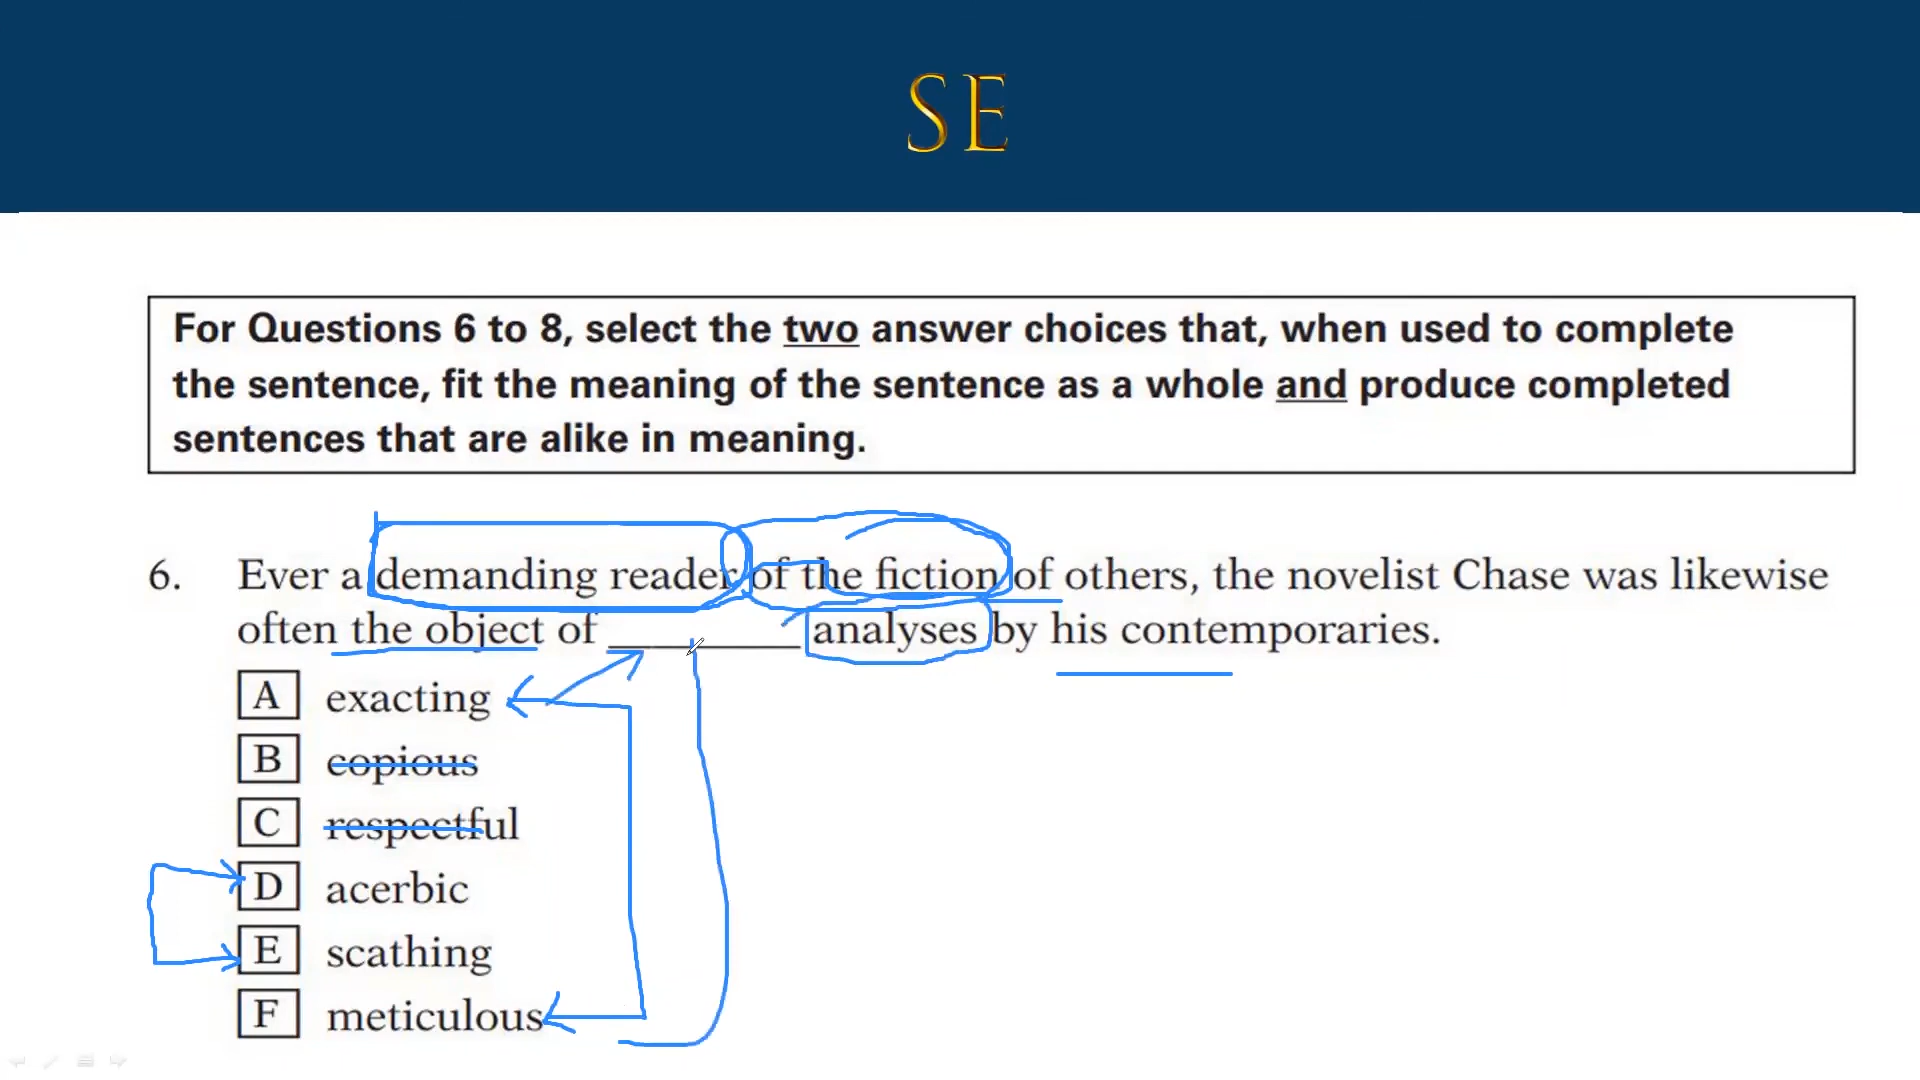 SE
For Questions 6 to 8, select the two answer choices that, when used to complete
the sentence, fit the meaning of the sentence as a whole and produce completed
sentences that are alike in meaning.
6. Ever a demanding reader of the fiction of others, the novelist Chase was likewise
often the object of __________ analyses by his contemporaries.
A exacting
B copious
C respectful
D acerbic
E scathing
F meticulous